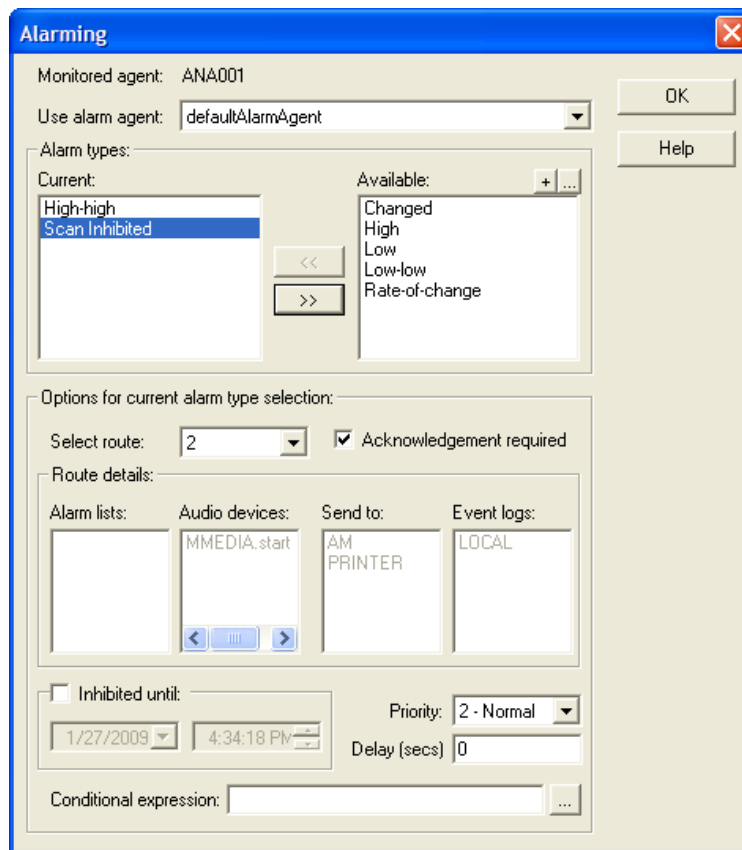 Alarming
Monitored agent: ANA001
OK
Use alarm agent: defaultAlarmAgent
Help
Alarm types:
Current: Available: + ...
High-high
Scan Inhibited
<<
>>
Changed
High
Low
Low-low
Rate-of-change
Options for current alarm type selection:
Select route: 2 Acknowledgement required
Route details:
Alarm lists: Audio devices: Send to: Event logs:
MMEDIA.start
AM
PRINTER
LOCAL
Inhibited until:
1/27/2009 4:34:18 PM
Priority: 2 - Normal
Delay (secs) 0
Conditional expression: ...